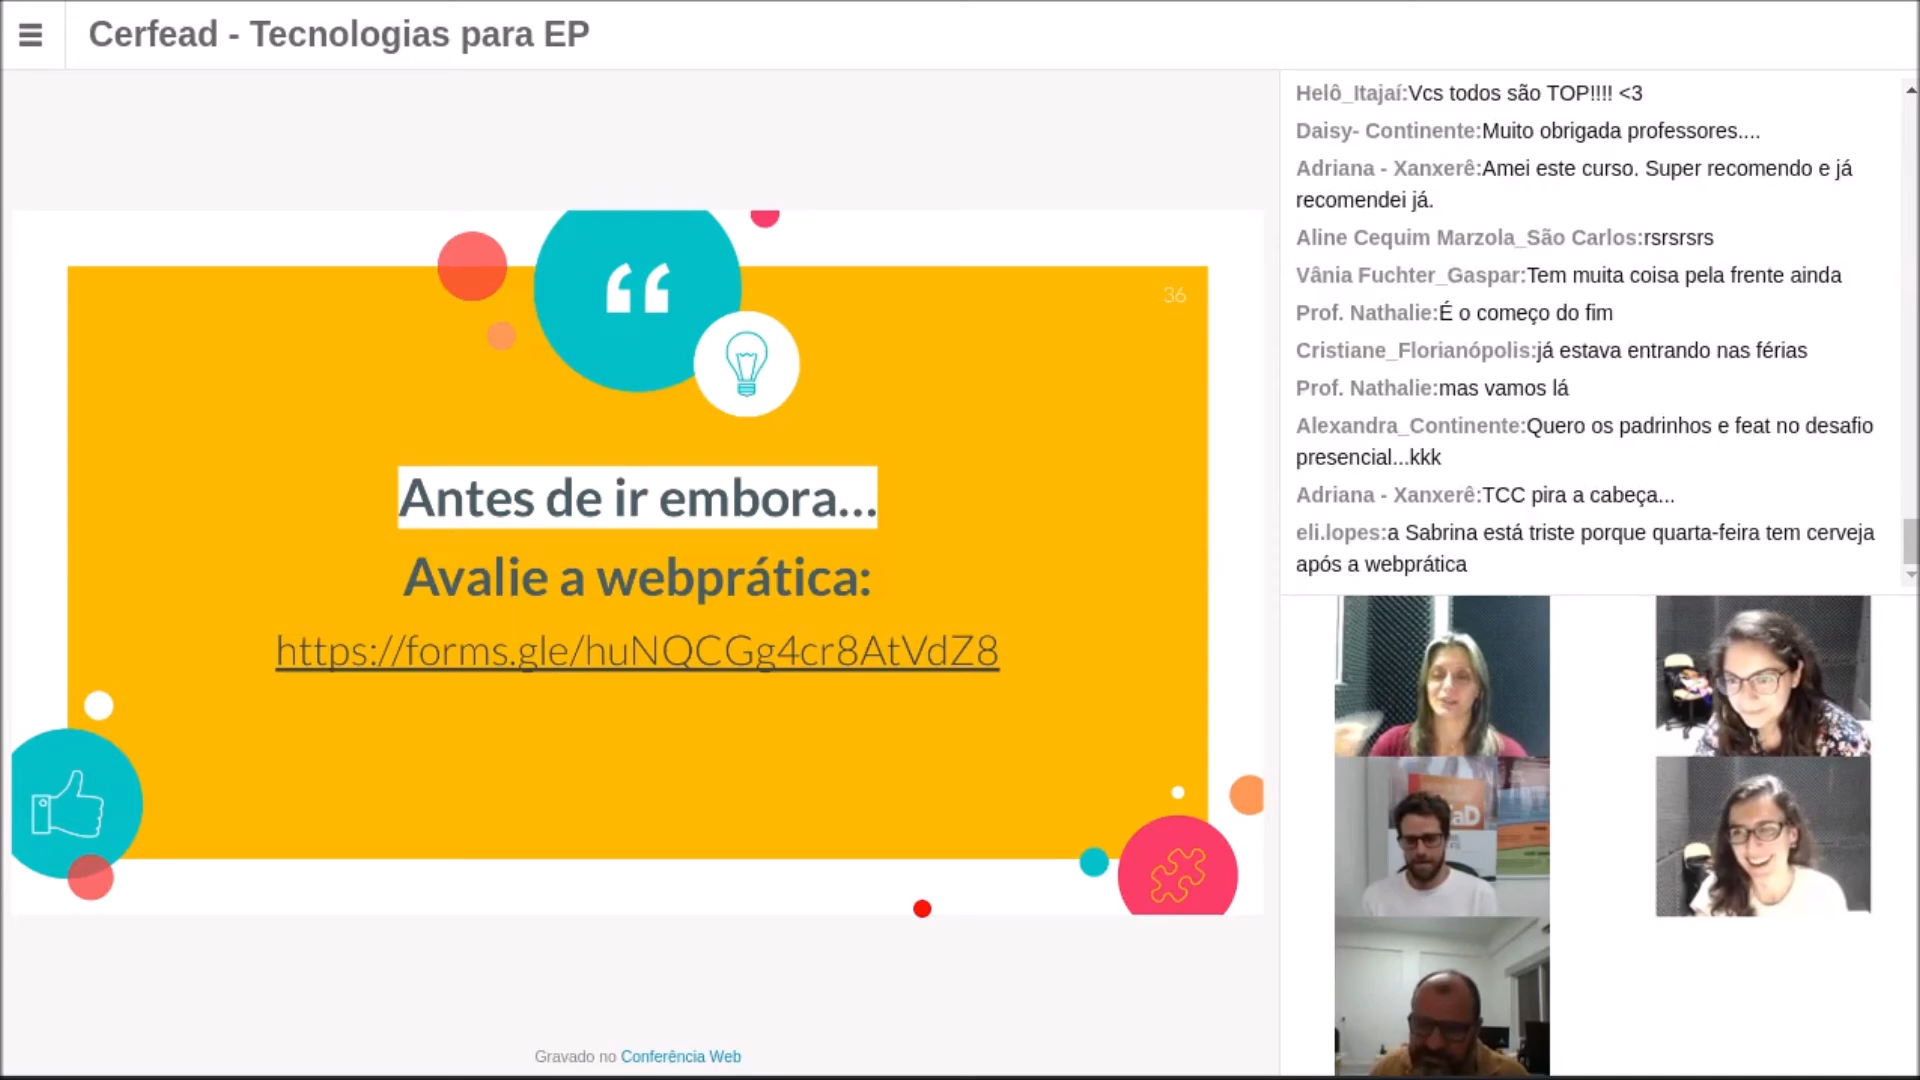 Cerfead - Tecnologias para EP
36
Antes de ir embora...
Avalie a webprática:
https://forms.gle/huNQCGg4cr8AtVdZ8
Gravado no Conferência Web
Helô_Itajaí:Vcs todos são TOP!!!! <3
Daisy- Continente:Muito obrigada professores....
Adriana - Xanxerê:Amei este curso. Super recomendo e já
recomendei já.
Aline Cequim Marzola_São Carlos:rsrsrsrs
Vânia Fuchter_Gaspar:Tem muita coisa pela frente ainda
Prof. Nathalie:É o começo do fim
Cristiane_Florianópolis:já estava entrando nas férias
Prof. Nathalie:mas vamos lá
Alexandra_Continente:Quero os padrinhos e feat no desafio
presencial...kkk
Adriana - Xanxerê:TCC pira a cabeça...
eli.lopes:a Sabrina está triste porque quarta-feira tem cerveja
após a webprática